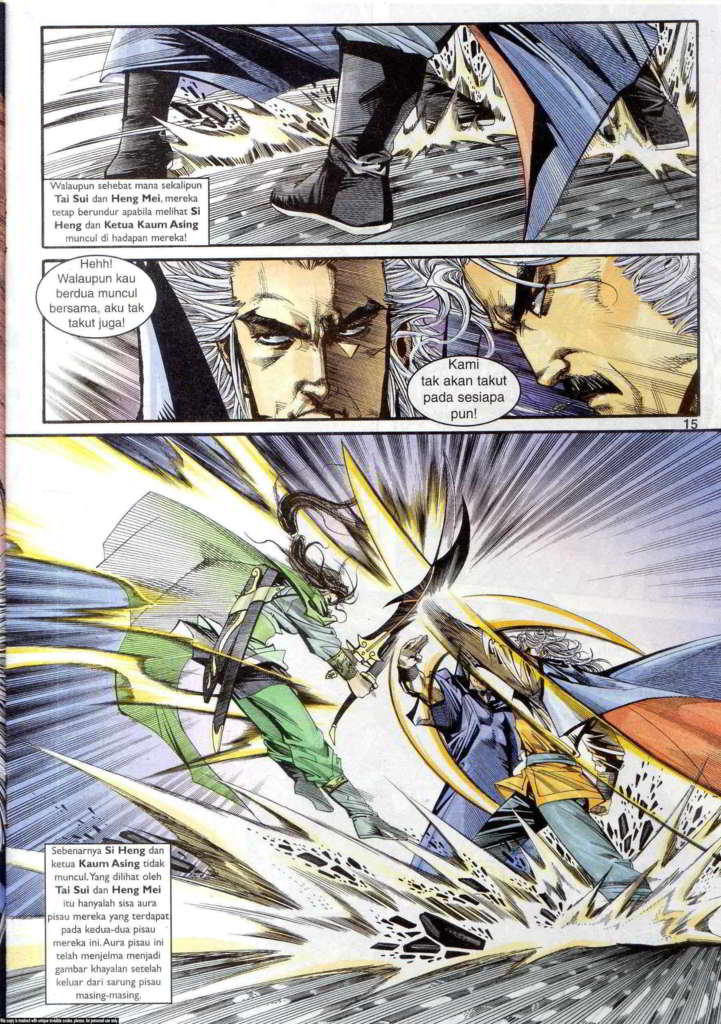 Walaupun sehebat mana sekalipun
Tai Sui dan Heng Mei, mereka
tetap berundur apabila melihat Si
Heng dan Ketua Kaum Asing
muncul di hadapan mereka!
Hehh!
Walaupun kau
berdua muncul
bersama, aku tak
takut juga!
Kami
tak akan takut
pada sesiapa
pun!
15
Sebenarnya Si Heng dan
ketua Kaum Asing tidak
muncul. Yang dilihat oleh
Tai Sui dan Heng Mei
itu hanyalah sisa aura
pisau mereka yang terdapat
pada kedua-dua pisau
mereka ini. Aura pisau ini
telah menjelma menjadi
gambar khayalan setelah
keluar dari sarung pisau
masing-masing.